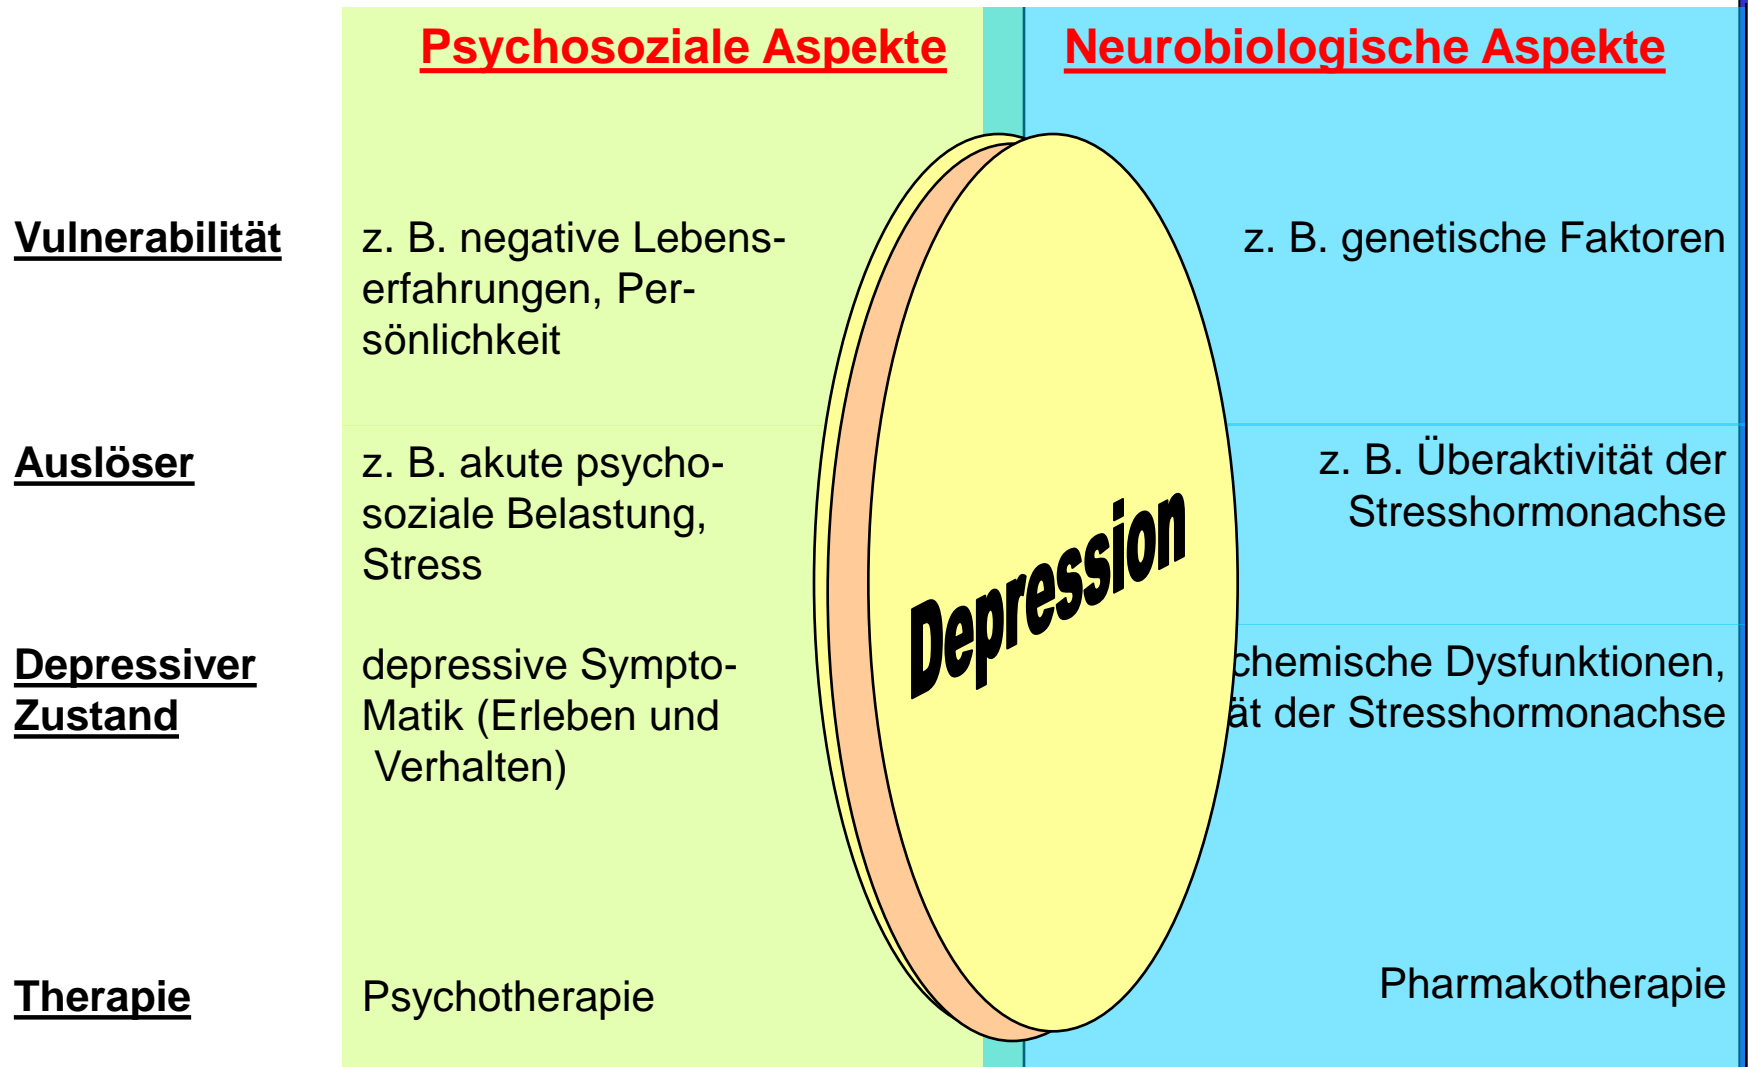 Psychosoziale Aspekte
Neurobiologische Aspekte
Vulnerabilität
z. B. negative Lebens-
erfahrungen, Per-
sönlichkeit
z. B. genetische Faktoren
Auslöser
z. B. akute psycho-
soziale Belastung,
Stress
z. B. Überaktivität der
Stresshormonachse
Depression
Depressiver
Zustand
depressive Sympto-
Matik (Erleben und
Verhalten)
chemische Dysfunktionen,
ät der Stresshormonachse
Therapie
Psychotherapie
Pharmakotherapie